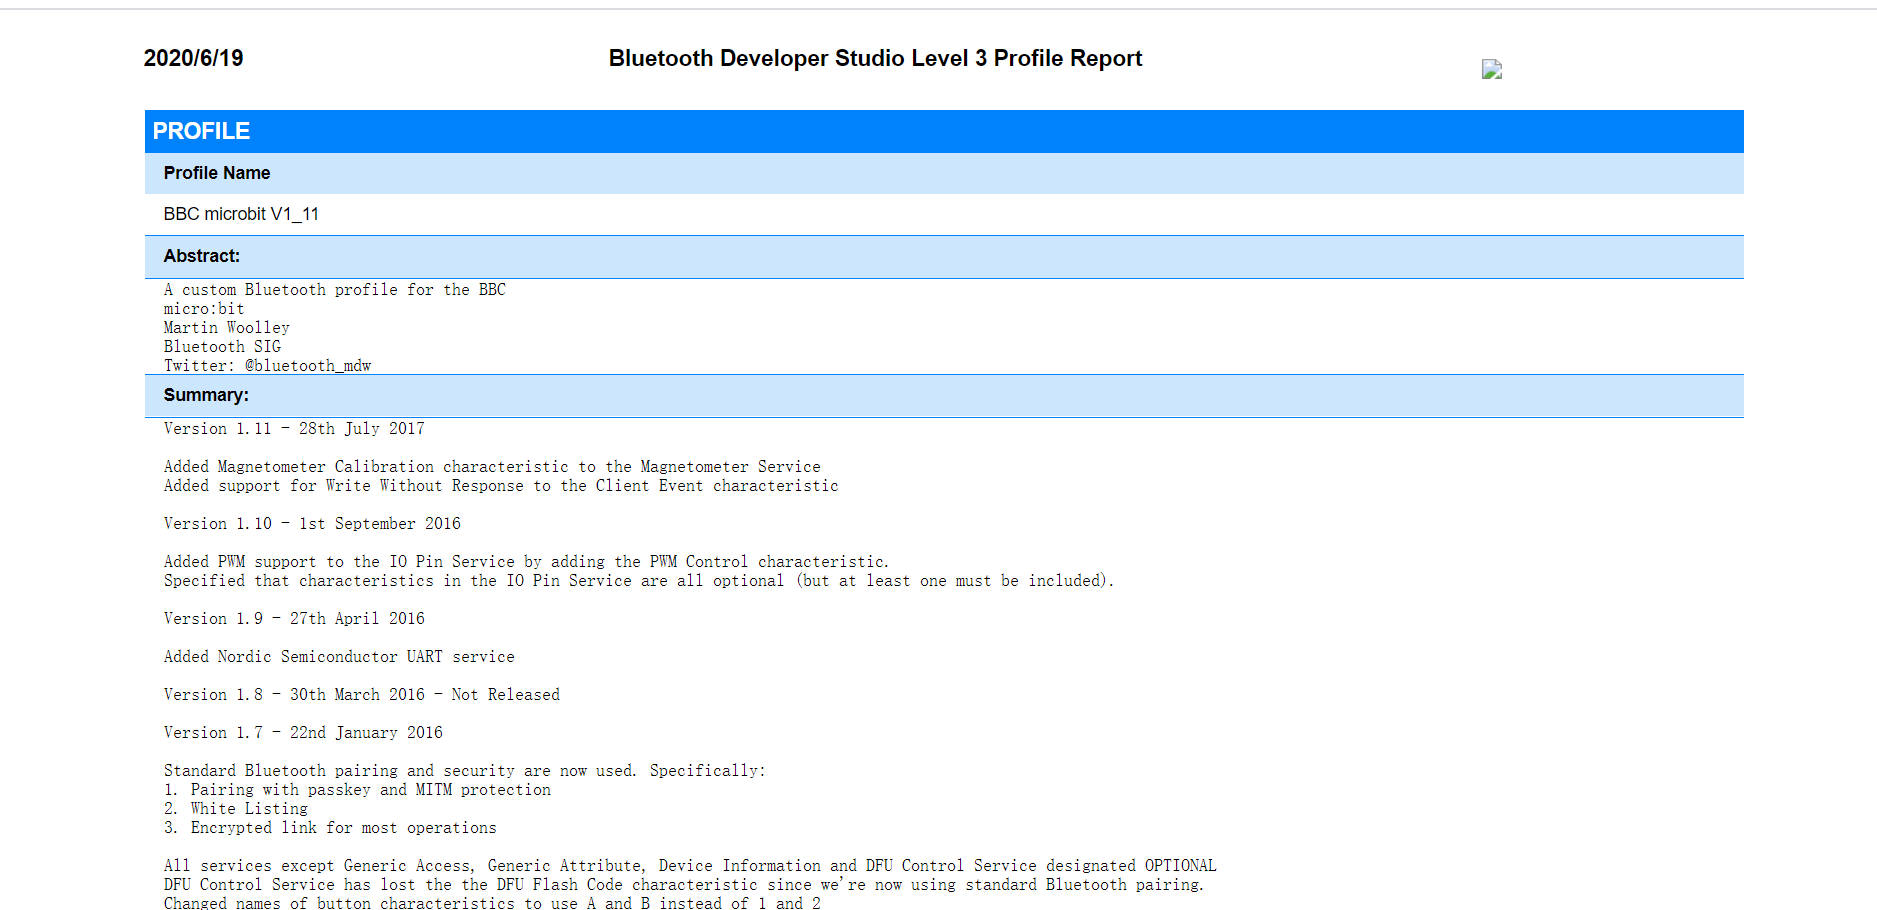 2020/6/19 Bluetooth Developer Studio Level 3 Profile Report
PROFILE
Profile Name
BBC microbit V1_11
Abstract:
A custom Bluetooth profile for the BBC
micro:bit
Martin Woolley
Bluetooth SIG
Twitter: @bluetooth_mdw
Summary:
Version 1.11 - 28th July 2017
Added Magnetometer Calibration characteristic to the Magnetometer Service
Added support for Write Without Response to the Client Event characteristic
Version 1.10 - 1st September 2016
Added PWM support to the IO Pin Service by adding the PWM Control characteristic.
Specified that characteristics in the IO Pin Service are all optional (but at least one must be included).
Version 1.9 - 27th April 2016
Added Nordic Semiconductor UART service
Version 1.8 - 30th March 2016 - Not Released
Version 1.7 - 22nd January 2016
Standard Bluetooth pairing and security are now used. Specifically:
1. Pairing with passkey and MITM protection
2. White Listing
3. Encrypted link for most operations
All services except Generic Access, Generic Attribute, Device Information and DFU Control Service designated OPTIONAL
DFU Control Service has lost the the DFU Flash Code characteristic since we're now using standard Bluetooth pairing.
Changed names of button characteristics to use A and B instead of 1 and 2